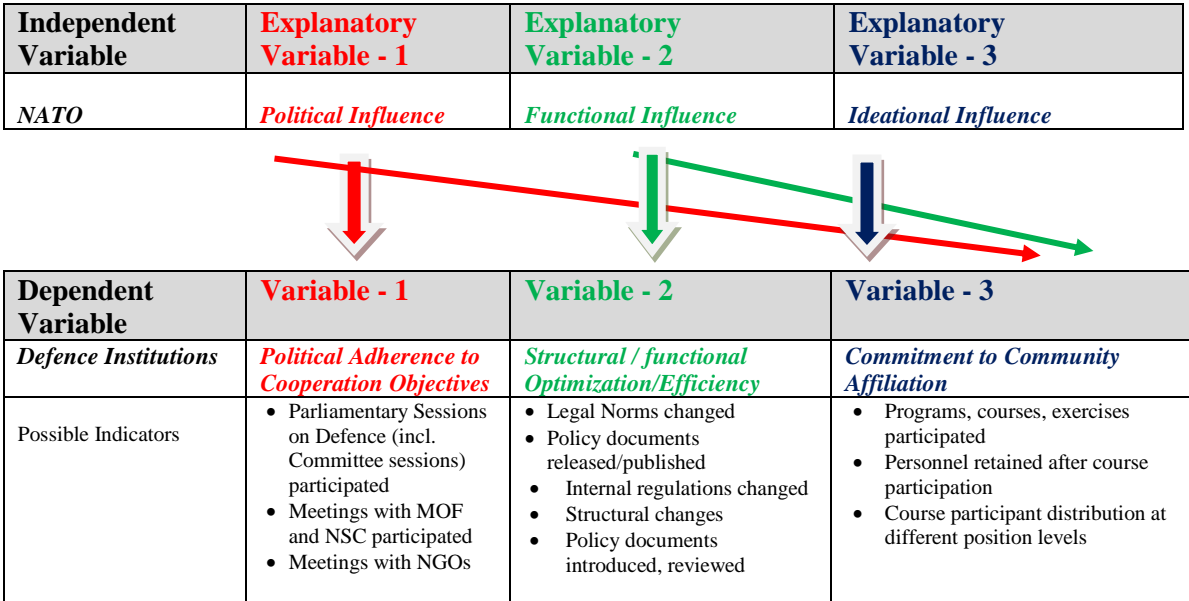 Independent
Variable
Explanatory
Variable - 1
Explanatory
Variable - 2
Explanatory
Variable - 3
NATO
Political Influence
Functional Influence
Ideational Influence
Dependent
Variable
Variable - 1
Variable - 2
Variable - 3
Defence Institutions
Political Adherence to
Cooperation Objectives
Structural / functional
Optimization/Efficiency
Commitment to Community
Affiliation
Possible Indicators
• Parliamentary Sessions
on Defence (incl.
Committee sessions)
participated
• Meetings with MOF
and NSC participated
• Meetings with NGOs
• Legal Norms changed
• Policy documents
released/published
• Internal regulations changed
• Structural changes
• Policy documents
introduced, reviewed
• Programs, courses, exercises
participated
• Personnel retained after course
participation
• Course participant distribution at
different position levels